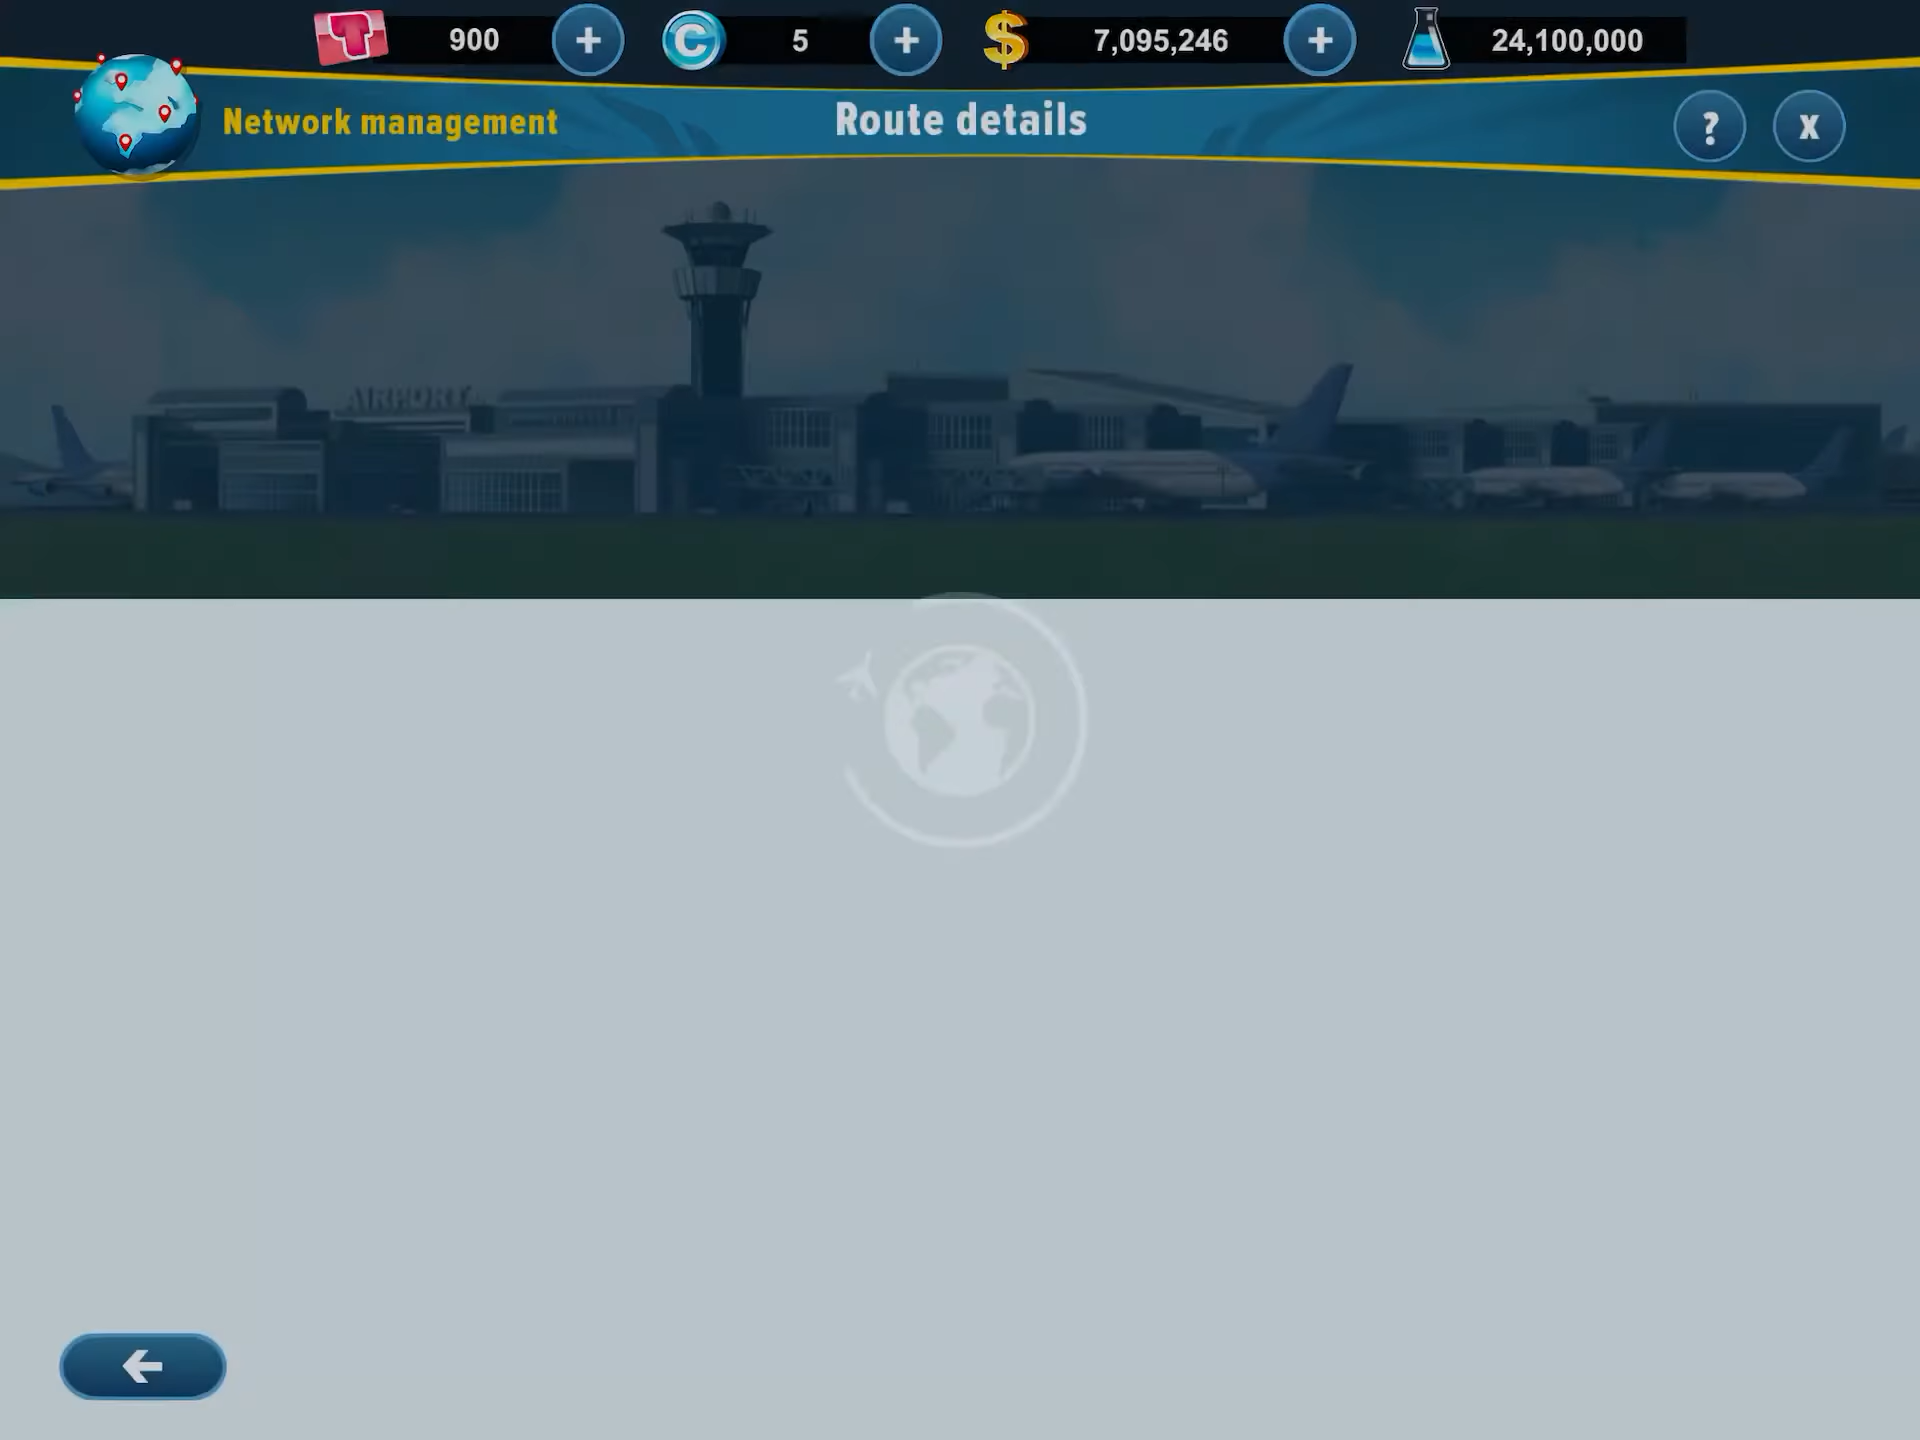 900
5
7,095,246
24,100,000
Network management
Route details
?
X
AIRPORT